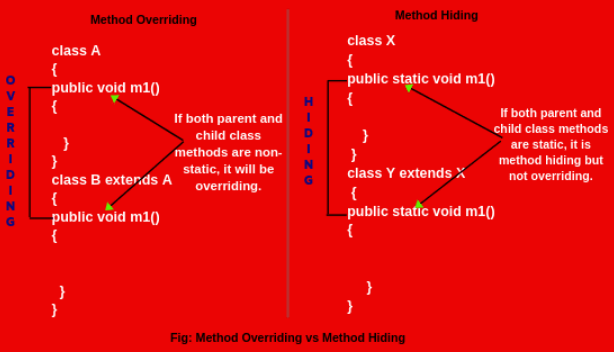 Method Overriding
class A
{
public void m1()
{
}
}
class B extends A
{
public void m1()
{
}
}
OVERRIDING
If both parent and
child class
methods are non-
static, it will be
overriding.
Method Hiding
class X
{
public static void m1()
{
}
}
class Y extends X
{
public static void m1()
{
}
}
HIDING
If both parent and
child class methods
are static, it is
method hiding but
not overriding.
Fig: Method Overriding vs Method Hiding